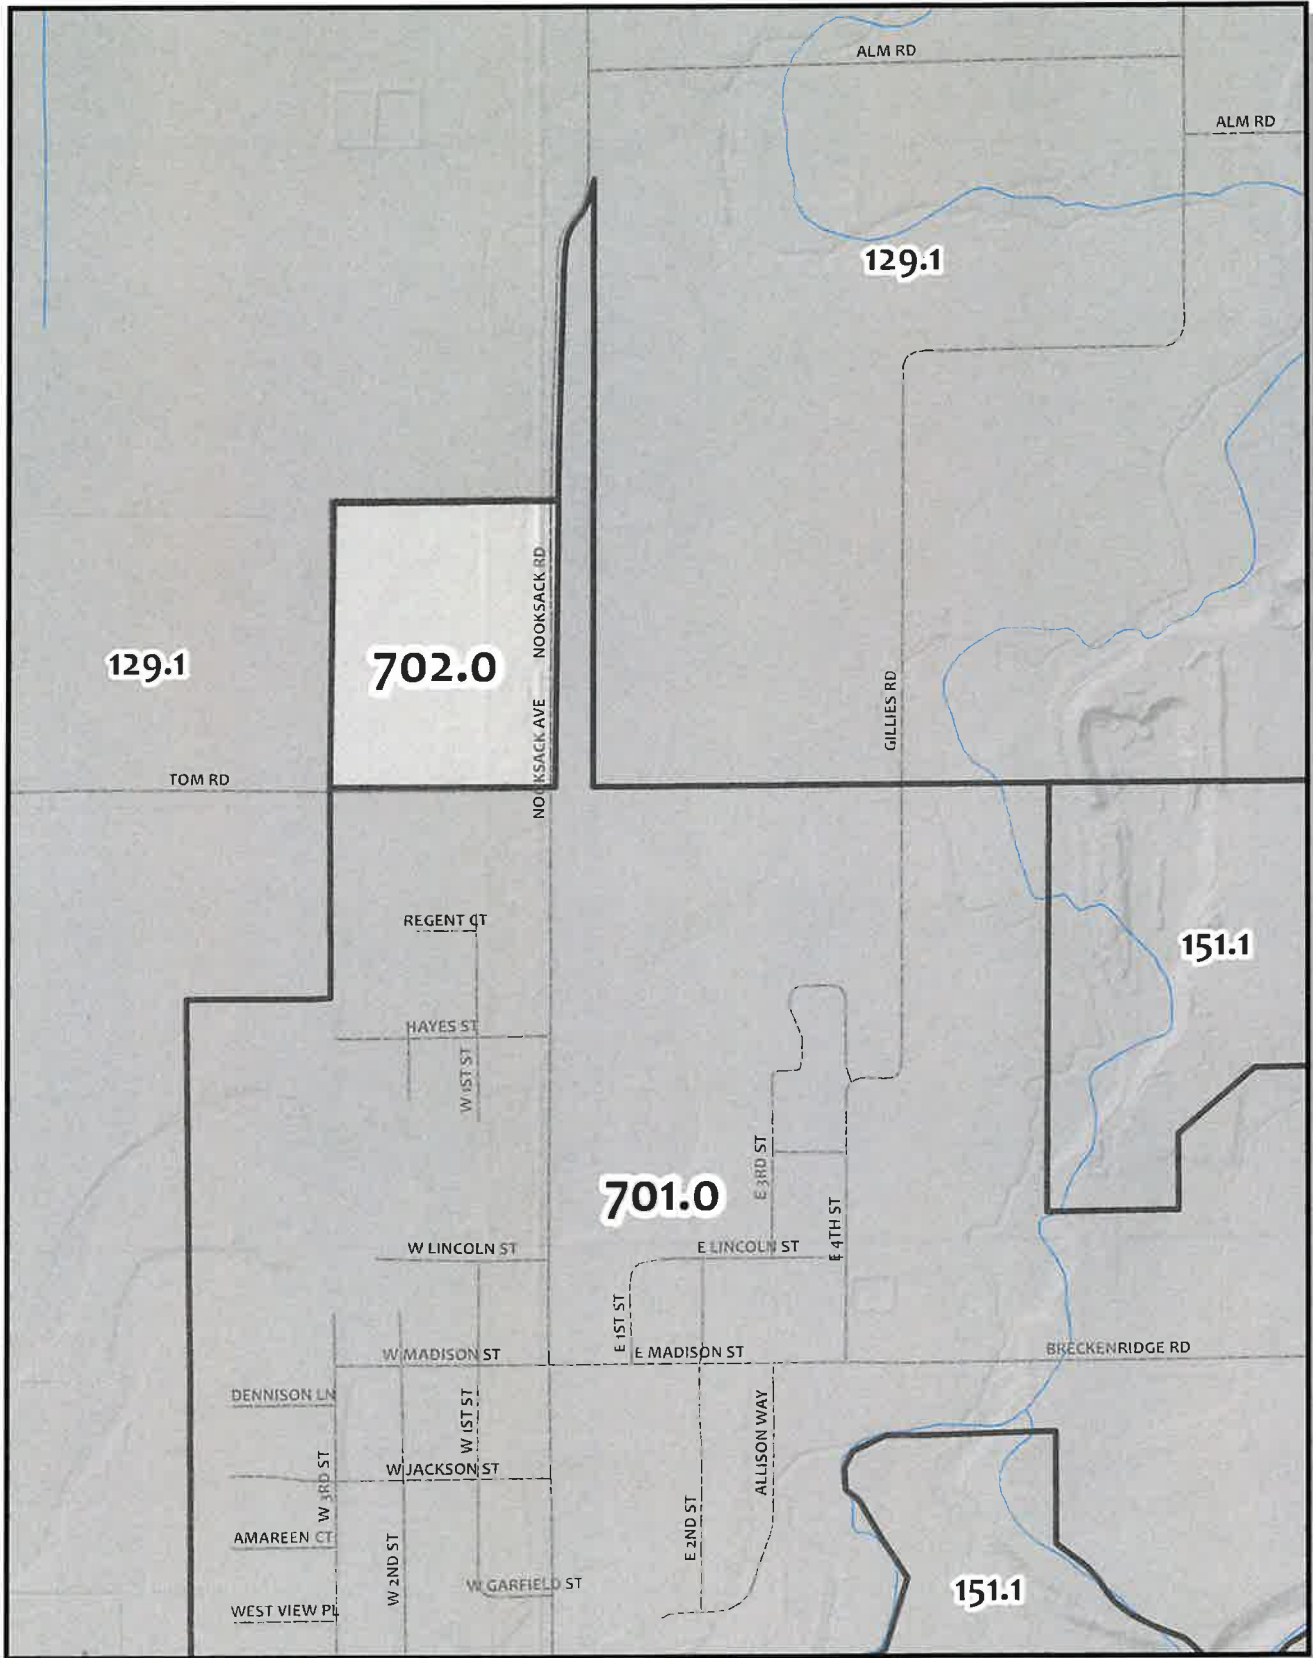 ALM RD
ALM RD
129.1
NOOKSACK RD
129.1
702.0
GILLIES RD
NOOKSACK AVE
TOM RD
REGENT CT
151.1
HAYES ST
W 1ST ST
E 3RD ST
701.0
E 4TH ST
W LINCOLN ST
E LINCOLN ST
E 1ST ST
W MADISON ST
E MADISON ST
BRECKENRIDGE RD
DENNISON LN
W 1ST ST
ALLISON WAY
W 3RD ST
W JACKSON ST
E 2ND ST
AMAREEN CT
W 2ND ST
W GARFIELD ST
151.1
WEST VIEW PL